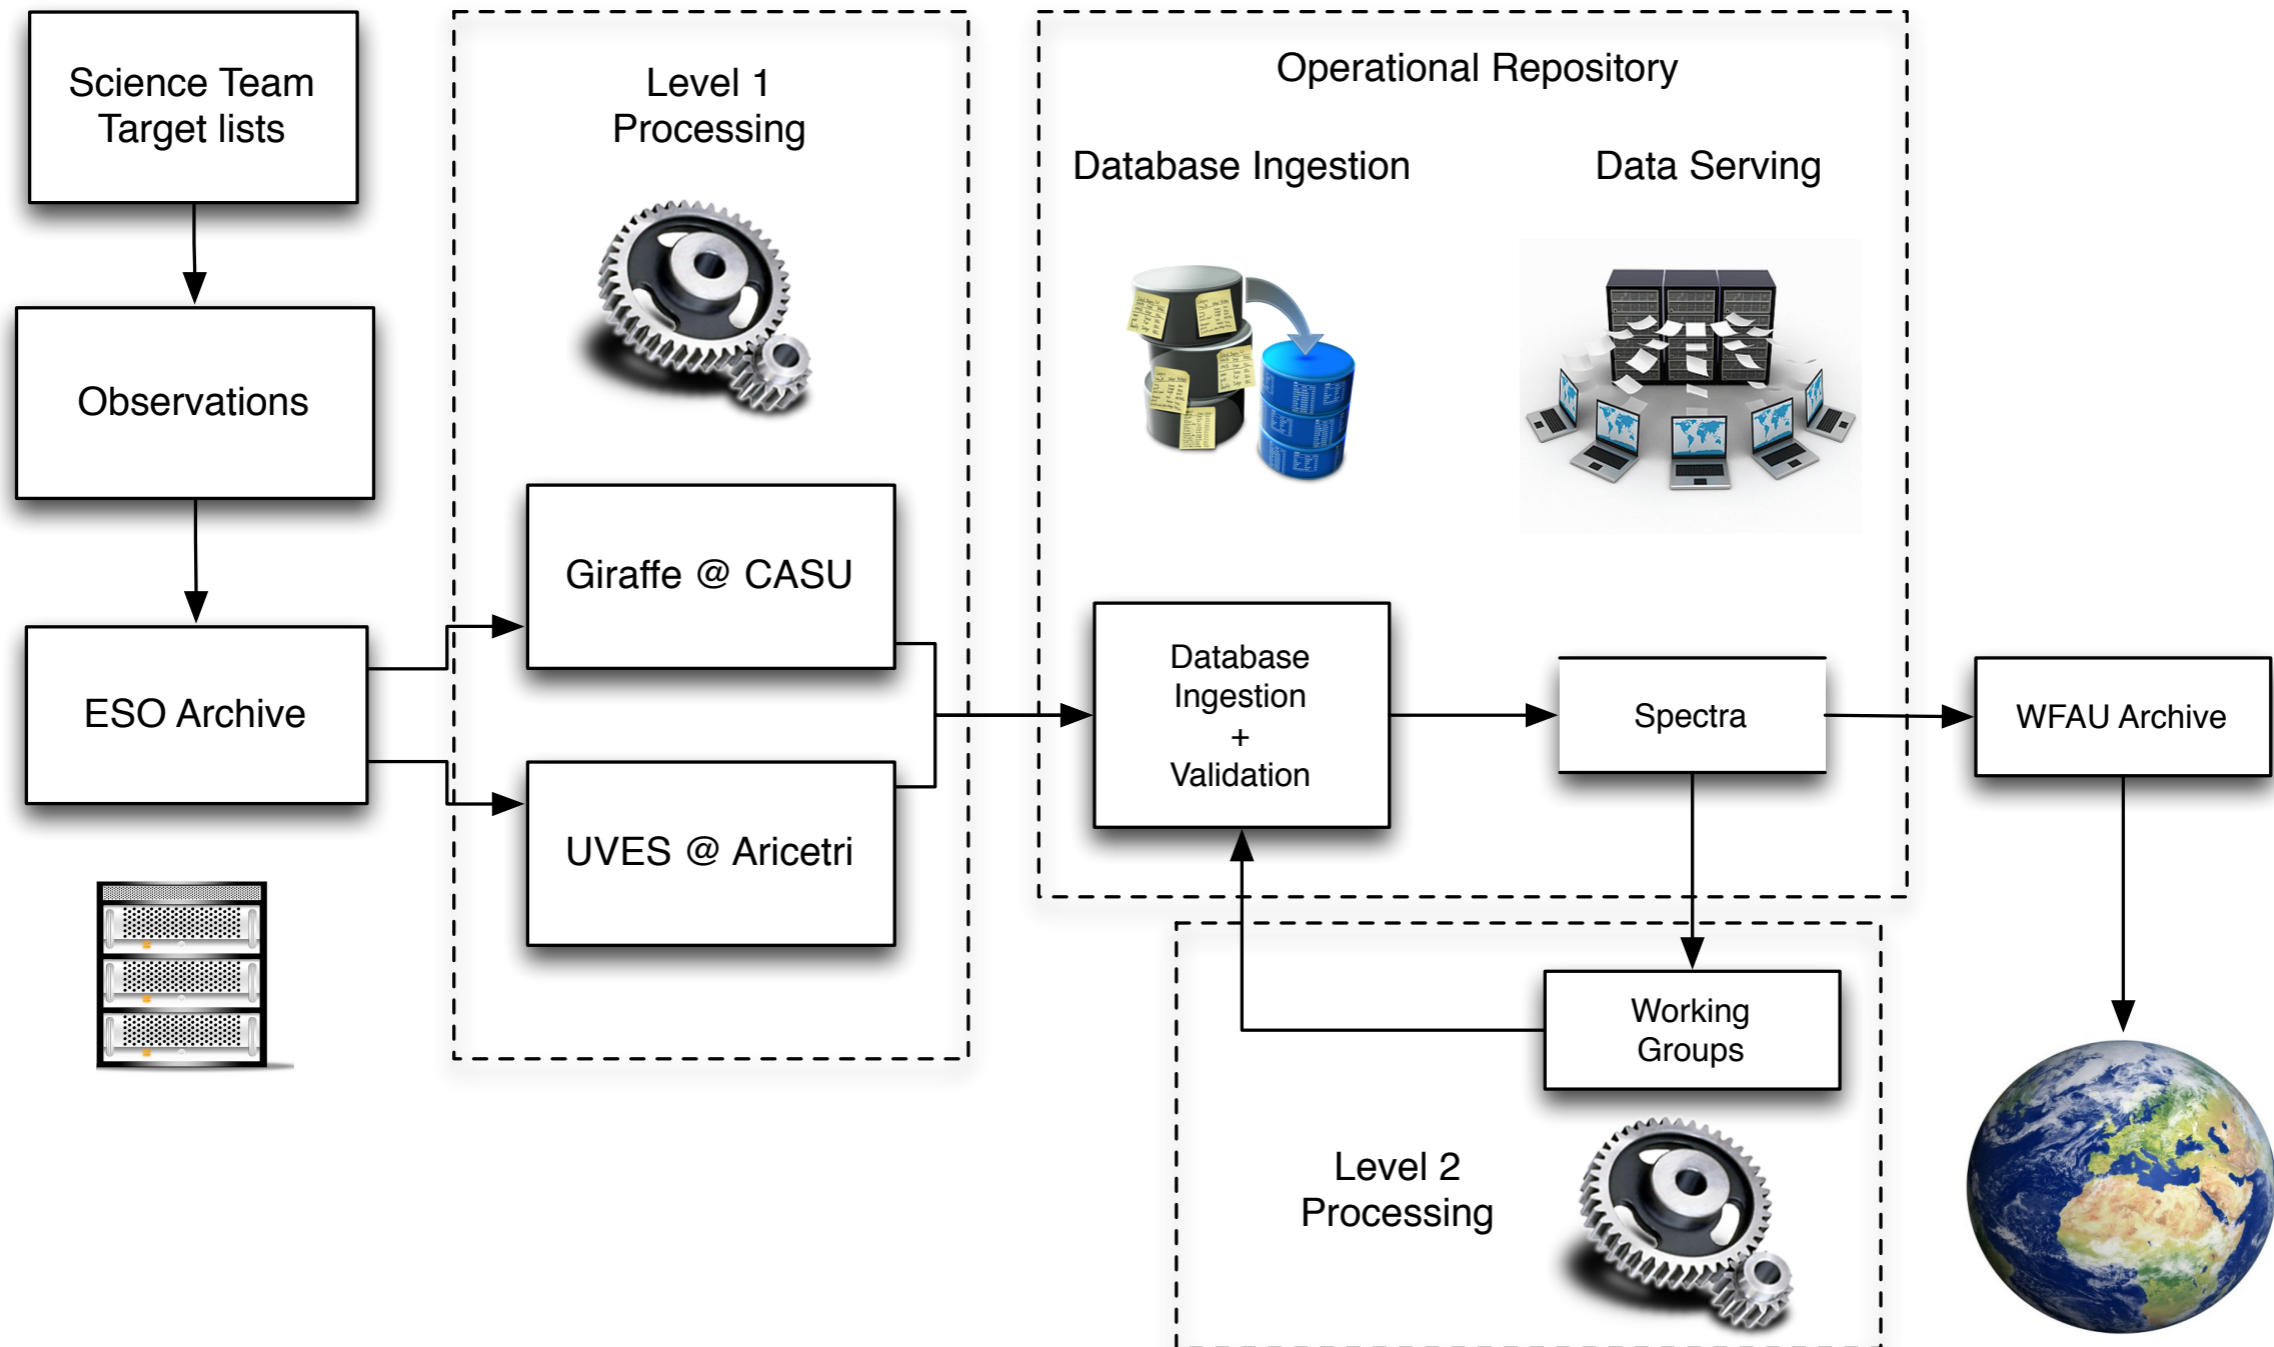 Science Team
Target lists
Observations
ESO Archive
Level 1
Processing
Giraffe @ CASU
UVES @ Aricetri
Operational Repository
Database Ingestion
Data Serving
Database
Ingestion
+
Validation
Spectra
WFAU Archive
Working
Groups
Level 2
Processing